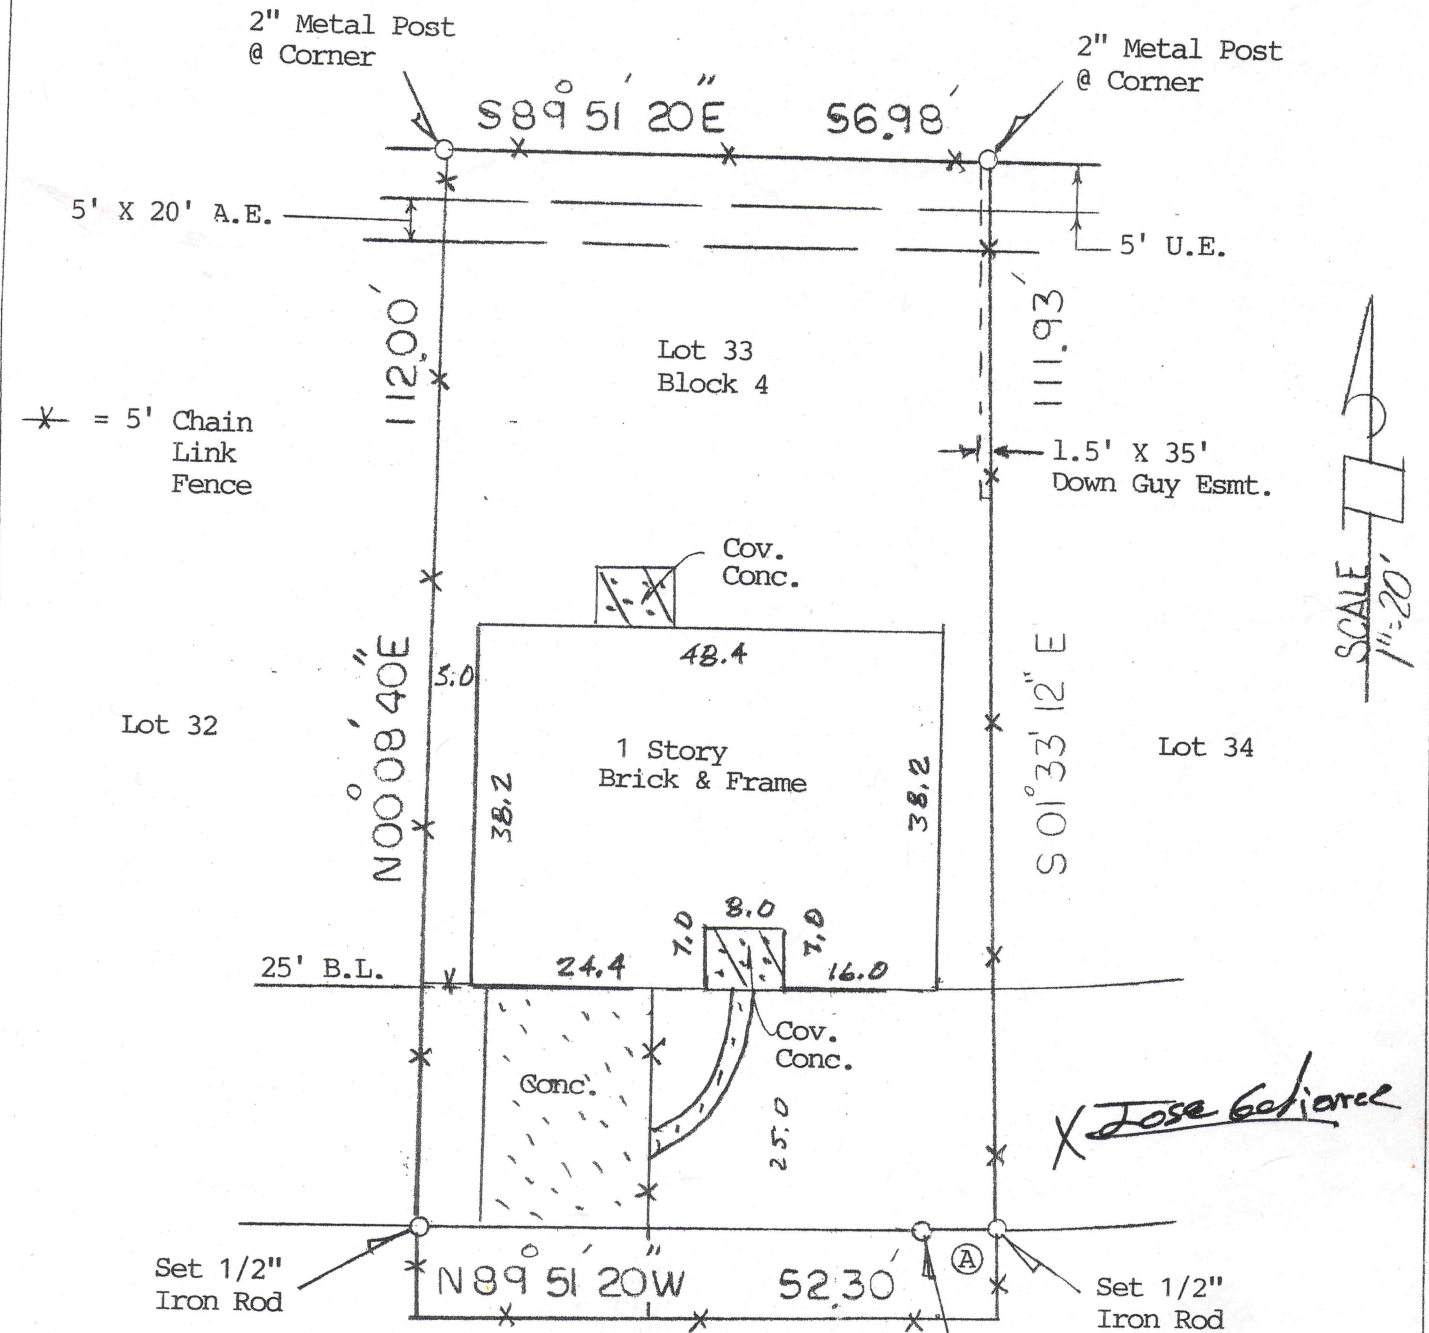 2" Metal Post
@ Corner
2" Metal Post
@ Corner
S89° 51' 20"E 56.98'
5' X 20' A.E.
5' U.E.
112.00'
111.93'
Lot 33
Block 4
= 5' Chain
Link
Fence
1.5' X 35'
Down Guy Esmt.
Cov.
Conc.
SCALE
1"=20'
48.4
5.0
N00° 08' 40"E
S 01° 33' 12" E
Lot 32
1 Story
Brick & Frame
Lot 34
38.2
38.2
8.0
7.0
7.0
25' B.L.
24.4
16.0
Cov.
Conc.
Conc.
25.0
X Jose
Set 1/2"
Iron Rod
N89° 51' 20"W 52.30'
A
Set 1/2"
Iron Rod